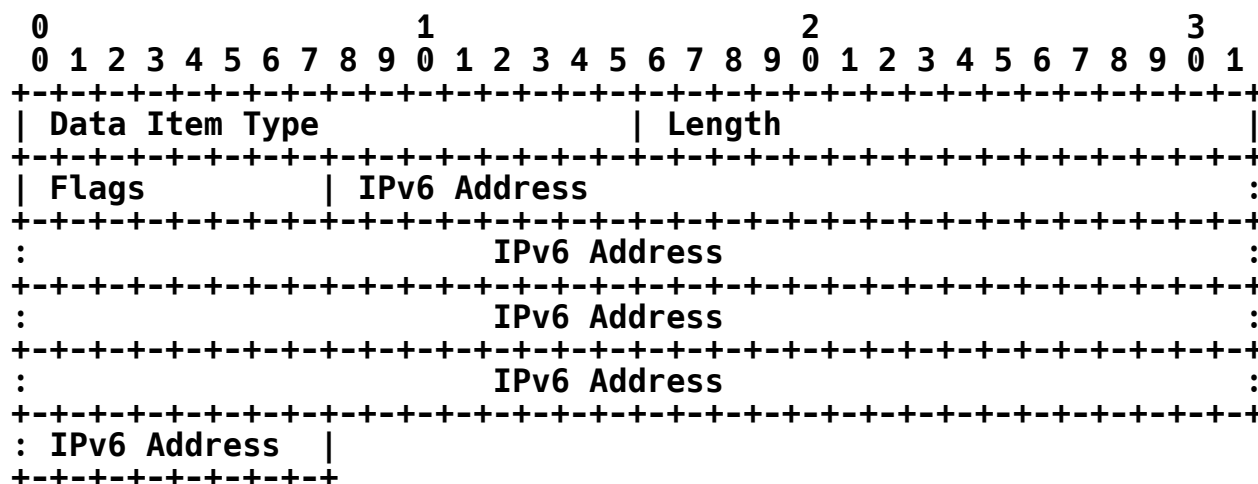 0                   1                   2                   3
 0 1 2 3 4 5 6 7 8 9 0 1 2 3 4 5 6 7 8 9 0 1 2 3 4 5 6 7 8 9 0 1
+-+-+-+-+-+-+-+-+-+-+-+-+-+-+-+-+-+-+-+-+-+-+-+-+-+-+-+-+-+-+-+-+
| Data Item Type                | Length                        |
+-+-+-+-+-+-+-+-+-+-+-+-+-+-+-+-+-+-+-+-+-+-+-+-+-+-+-+-+-+-+-+-+
| Flags         | IPv6 Address                                  :
+-+-+-+-+-+-+-+-+-+-+-+-+-+-+-+-+-+-+-+-+-+-+-+-+-+-+-+-+-+-+-+-+
:                        IPv6 Address                           :
+-+-+-+-+-+-+-+-+-+-+-+-+-+-+-+-+-+-+-+-+-+-+-+-+-+-+-+-+-+-+-+-+
:                        IPv6 Address                           :
+-+-+-+-+-+-+-+-+-+-+-+-+-+-+-+-+-+-+-+-+-+-+-+-+-+-+-+-+-+-+-+-+
:                        IPv6 Address                           :
+-+-+-+-+-+-+-+-+-+-+-+-+-+-+-+-+-+-+-+-+-+-+-+-+-+-+-+-+-+-+-+-+
: IPv6 Address  |
+-+-+-+-+-+-+-+-+